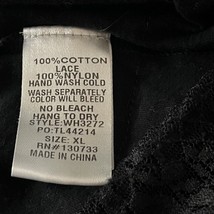 100%COTTON
LACE
100%NYLON
HAND WASH COLD
WASH SEPARATELY
COLOR WILL BLEED
NO BLEACH
HANG TO DRY
STYLE:WH3272
PO:TL44214
SIZE: XL
RN#130733
MADE IN CHINA